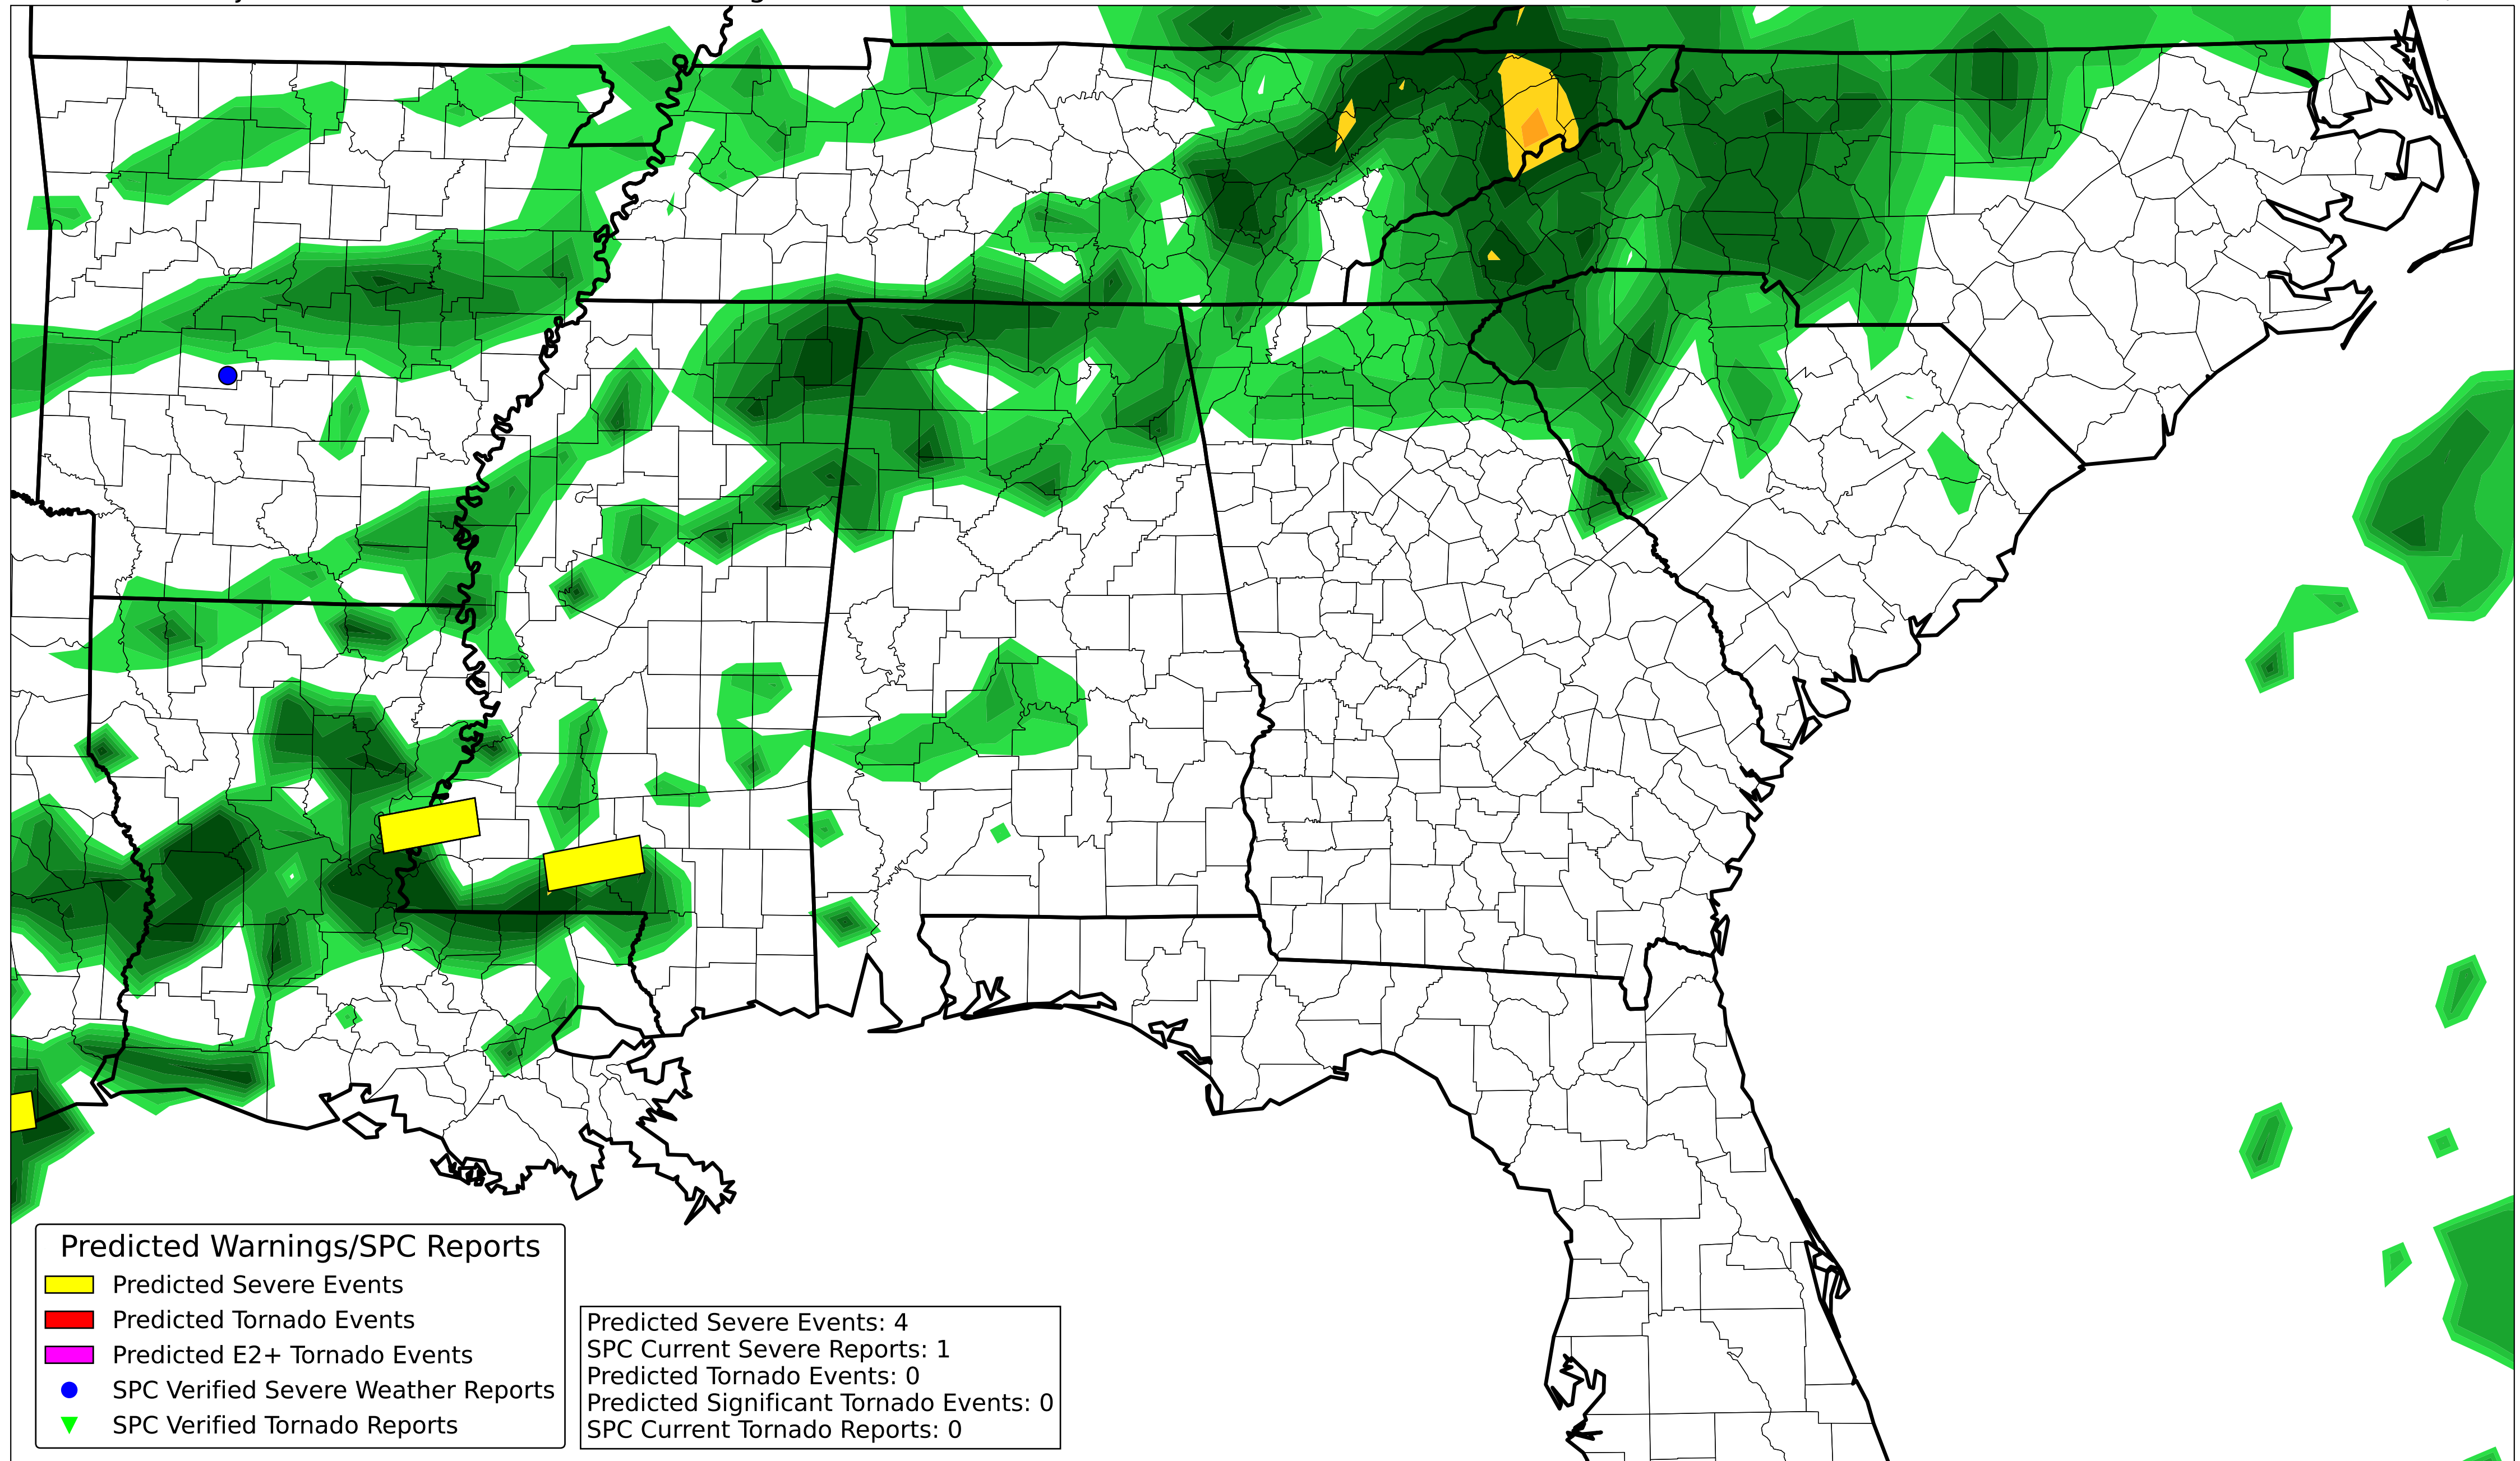 Predicted Warnings/SPC Reports
Predicted Severe Events
Predicted Tornado Events
Predicted E2+ Tornado Events
SPC Verified Severe Weather Reports
SPC Verified Tornado Reports
Predicted Severe Events: 4
SPC Current Severe Reports: 1
Predicted Tornado Events: 0
Predicted Significant Tornado Events: 0
SPC Current Tornado Reports: 0